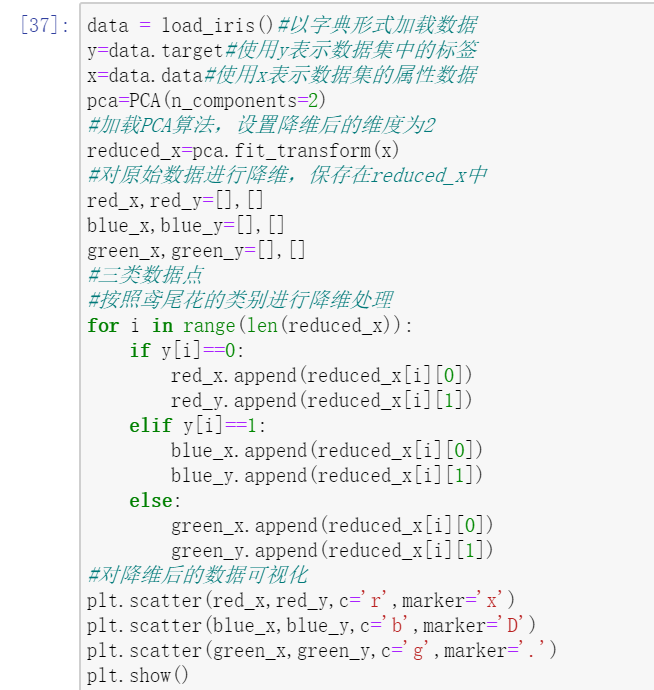 [37]: data = load_iris()#以字典形式加载数据
y=data.target#使用y表示数据集中的标签
x=data.data#使用x表示数据集的属性数据
pca=PCA(n_components=2)
#加载PCA算法，设置降维后的维度为2
reduced_x=pca.fit_transform(x)
#对原始数据进行降维，保存在reduced_x中
red_x,red_y=[],[]
blue_x,blue_y=[],[]
green_x,green_y=[],[]
#三类数据点
#按照鸢尾花的类别进行降维处理
for i in range(len(reduced_x)):
    if y[i]==0:
        red_x.append(reduced_x[i][0])
        red_y.append(reduced_x[i][1])
    elif y[i]==1:
        blue_x.append(reduced_x[i][0])
        blue_y.append(reduced_x[i][1])
    else:
        green_x.append(reduced_x[i][0])
        green_y.append(reduced_x[i][1])
#对降维后的数据可视化
plt.scatter(red_x,red_y,c='r',marker='x')
plt.scatter(blue_x,blue_y,c='b',marker='D')
plt.scatter(green_x,green_y,c='g',marker='.')
plt.show()